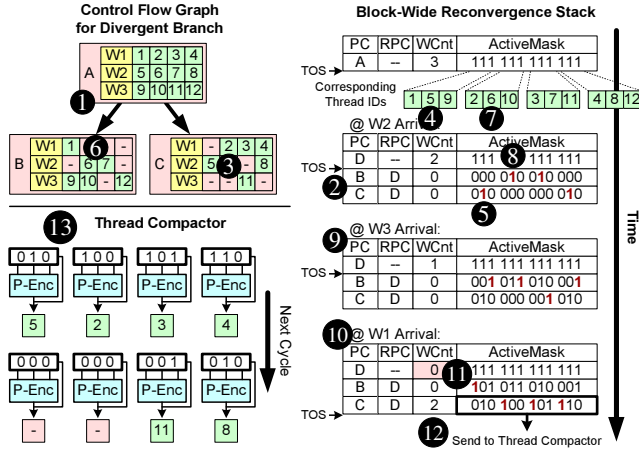 Control Flow Graph
for Divergent Branch
A
W1 1 2 3 4
W2 5 6 7 8
W3 9 10 11 12
1
B
W1 1 - - -
W2 - 6 7 -
W3 9 10 - 12
6
C
W1 - 2 3 4
W2 5 - - 8
W3 - - 11 -
3
13 Thread Compactor
0 1 0 1 0 0 1 0 1 1 1 0
P-Enc P-Enc P-Enc P-Enc
5 2 3 4
0 0 0 0 0 0 0 0 1 0 1 0
P-Enc P-Enc P-Enc P-Enc
- - 11 8
Next Cycle
Block-Wide Reconvergence Stack
PC RPC WCnt ActiveMask
A -- 3 111 111 111 111
TOS
Corresponding
Thread IDs
1 5 9 2 6 10 3 7 11 4 8 12
4 7
@ W2 Arrival:
PC RPC WCnt ActiveMask
8
D -- 2 111 111 111 111
2 B D 0 000 010 010 000
C D 0 010 000 000 010
TOS
5
9 @ W3 Arrival:
PC RPC WCnt ActiveMask
D -- 1 111 111 111 111
B D 0 001 011 010 001
C D 0 010 000 001 010
TOS
10 @ W1 Arrival:
PC RPC WCnt ActiveMask
D -- 0 111 111 111 111
11
B D 0 101 011 010 001
C D 2 010 100 101 110
TOS
12 Send to Thread Compactor
Time